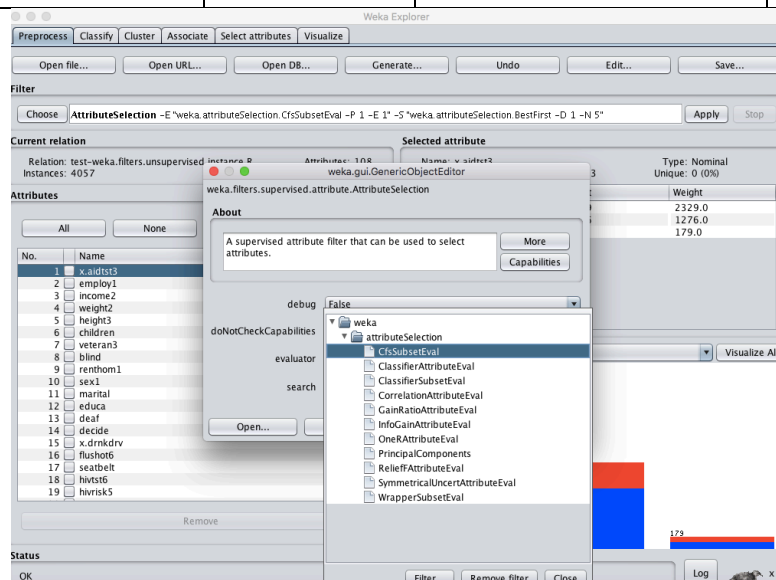 Weka Explorer
Preprocess Classify Cluster Associate Select attributes Visualize
Open file... Open URL... Open DB... Generate... Undo Edit... Save...
Filter
Choose AttributeSelection -E "weka.attributeSelection.CfsSubsetEval -P 1 -E 1" -S "weka.attributeSelection.BestFirst -D 1 -N 5" Apply Stop
Current relation Selected attribute
Relation: test-weka.filters.unsupervised.instance.R Attributes: 108 Name: x.aidtst3 Type: Nominal
Instances: 4057 3 Unique: 0 (0%)
weka.gui.GenericObjectEditor
weka.filters.supervised.attribute.AttributeSelection
Attributes Weight
2329.0
1276.0
179.0
About
All None
A supervised attribute filter that can be used to select
attributes.
More
Capabilities
No. Name
1 x.aidtst3
2 employ1
3 income2
4 weight2
5 height3
6 children
7 veteran3
8 blind
9 renthom1
10 sex1
11 marital
12 educa
13 deaf
14 decide
15 x.drnkdrv
16 flushot6
17 seatbelt
18 hivtst6
19 hivrisk5
Remove
debug False
doNotCheckCapabilities
evaluator
search
Open...
weka
attributeSelection
CfsSubsetEval
ClassifierAttributeEval
ClassifierSubsetEval
CorrelationAttributeEval
GainRatioAttributeEval
InfoGainAttributeEval
OneRAttributeEval
PrincipalComponents
ReliefFAttributeEval
SymmetricalUncertAttributeEval
WrapperSubsetEval
Filter... Remove filter Close
Visualize Al
179
Status
OK
Log x